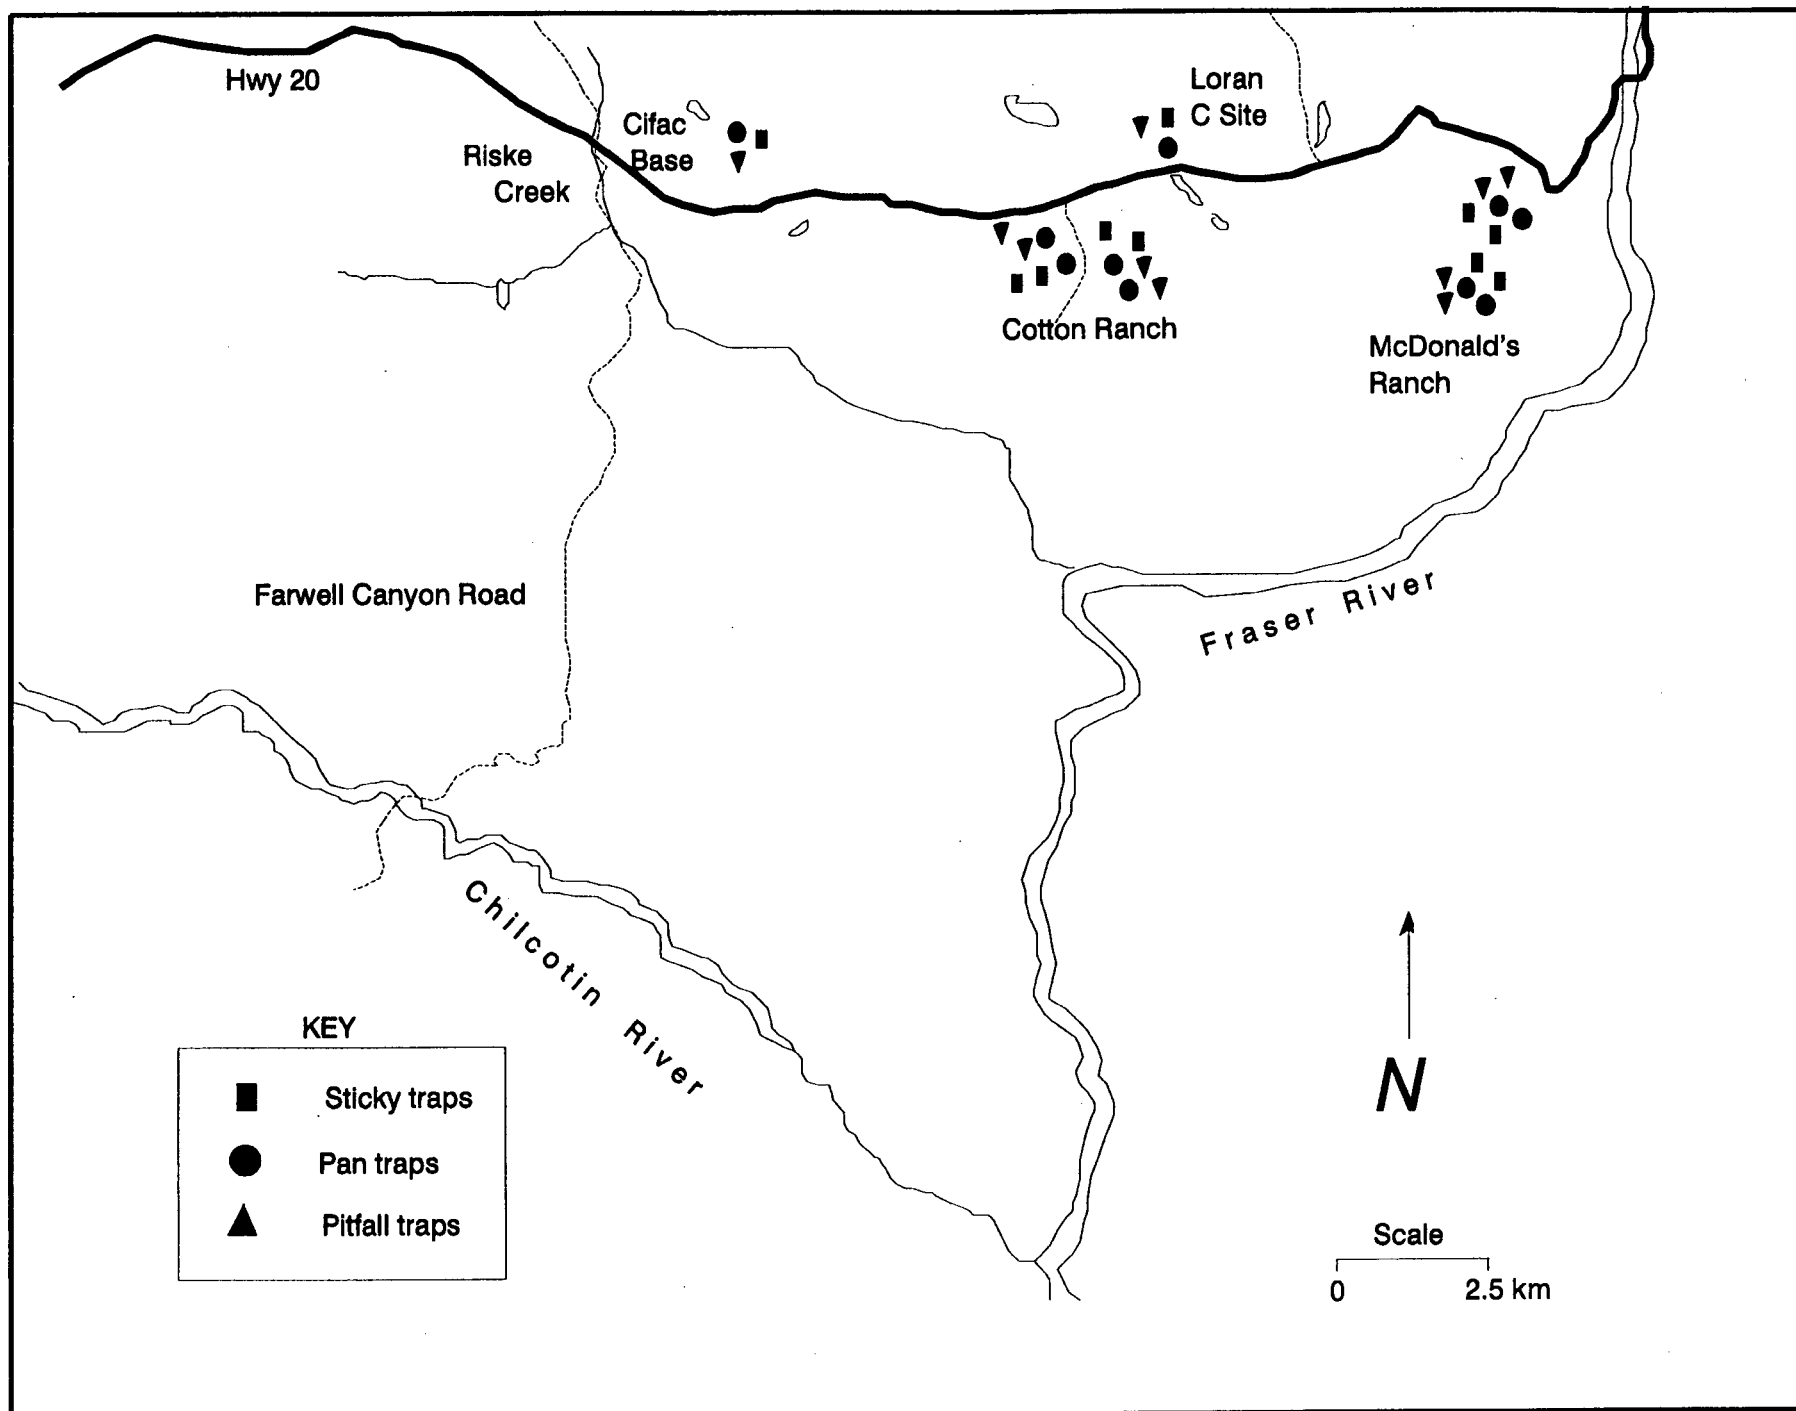 Hwy 20
Cifac
Base
Riske
Creek
Loran
C Site
Cotton Ranch
McDonald's
Ranch
Farwell Canyon Road
Fraser River
Chilcotin River
KEY
Sticky traps
Pan traps
Pitfall traps
N
Scale
0 2.5 km